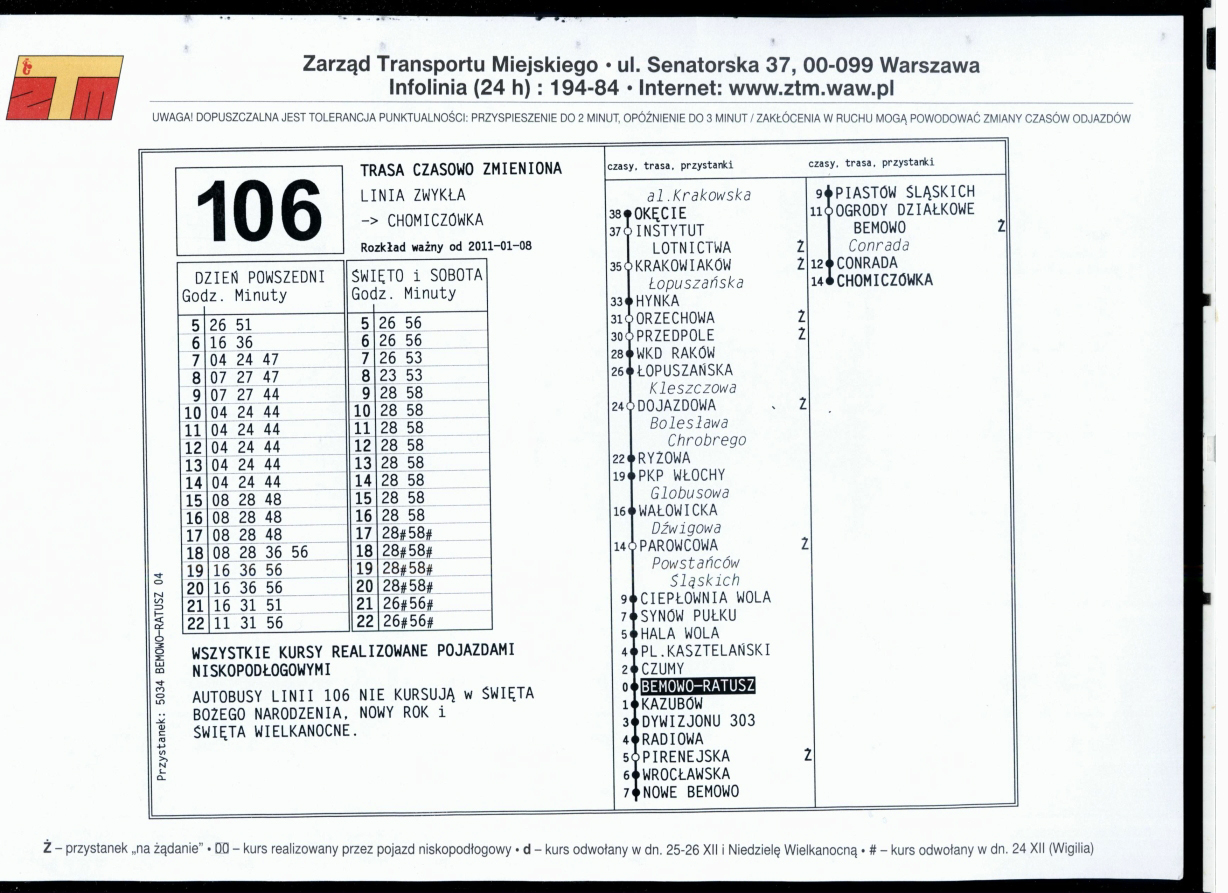 ZTM
Zarząd Transportu Miejskiego • ul. Senatorska 37, 00-099 Warszawa
Infolinia (24 h) : 194-84 • Internet: www.ztm.waw.pl
UWAGA! DOPUSZCZALNA JEST TOLERANCJA PUNKTUALNOŚCI: PRZYSPIESZENIE DO 2 MINUT, OPÓŹNIENIE DO 3 MINUT / ZAKŁÓCENIA W RUCHU MOGĄ POWODOWAĆ ZMIANY CZASÓW ODJAZDÓW
106
TRASA CZASOWO ZMIENIONA
LINIA ZWYKŁA
-> CHOMICZÓWKA
Rozkład ważny od 2011-01-08
DZIEŃ POWSZEDNI
Godz. Minuty
5 26 51
6 16 36
7 04 24 47
8 07 27 47
9 07 27 44
10 04 24 44
11 04 24 44
12 04 24 44
13 04 24 44
14 04 24 44
15 08 28 48
16 08 28 48
17 08 28 48
18 08 28 36 56
19 16 36 56
20 16 36 56
21 16 31 51
22 11 31 56
ŚWIĘTO i SOBOTA
Godz. Minuty
5 26 56
6 26 56
7 26 53
8 23 53
9 28 58
10 28 58
11 28 58
12 28 58
13 28 58
14 28 58
15 28 58
16 28 58
17 28#58#
18 28#58#
19 28#58#
20 28#58#
21 26#56#
22 26#56#
WSZYSTKIE KURSY REALIZOWANE POJAZDAMI
NISKOPODŁOGOWYMI
AUTOBUSY LINII 106 NIE KURSUJĄ w ŚWIĘTA
BOŻEGO NARODZENIA, NOWY ROK i
ŚWIĘTA WIELKANOCNE.
Przystanek: 5034 BEMOWO-RATUSZ 04
czasy, trasa, przystanki
al.Krakowska
38 OKĘCIE
37 INSTYTUT
LOTNICTWA Ż
35 KRAKOWIAKÓW Ż
Łopuszańska
33 HYNKA
31 ORZECHOWA Ż
30 PRZEDPOLE Ż
28 WKD RAKÓW
26 ŁOPUSZAŃSKA
Kleszczowa
24 DOJAZDOWA Ż
Bolesława
Chrobrego
22 RYŻOWA
19 PKP WŁOCHY
Globusowa
16 WAŁOWICKA
Dźwigowa
14 PAROWCOWA Ż
Powstańców
Śląskich
9 CIEPŁOWNIA WOLA
7 SYNÓW PUŁKU
5 HALA WOLA
4 PL.KASZTELAŃSKI
2 CZUMY
0 BEMOWO-RATUSZ
1 KAZUBÓW
3 DYWIZJONU 303
4 RADIOWA
5 PIRENEJSKA Ż
6 WROCŁAWSKA
7 NOWE BEMOWO
czasy, trasa, przystanki
9 PIASTÓW ŚLĄSKICH
11 OGRODY DZIAŁKOWE
BEMOWO Ż
Conrada
12 CONRADA
14 CHOMICZÓWKA
Ż – przystanek „na żądanie” • 00 – kurs realizowany przez pojazd niskopodłogowy • d – kurs odwołany w dn. 25-26 XII i Niedzielę Wielkanocną • # – kurs odwołany w dn. 24 XII (Wigilia)